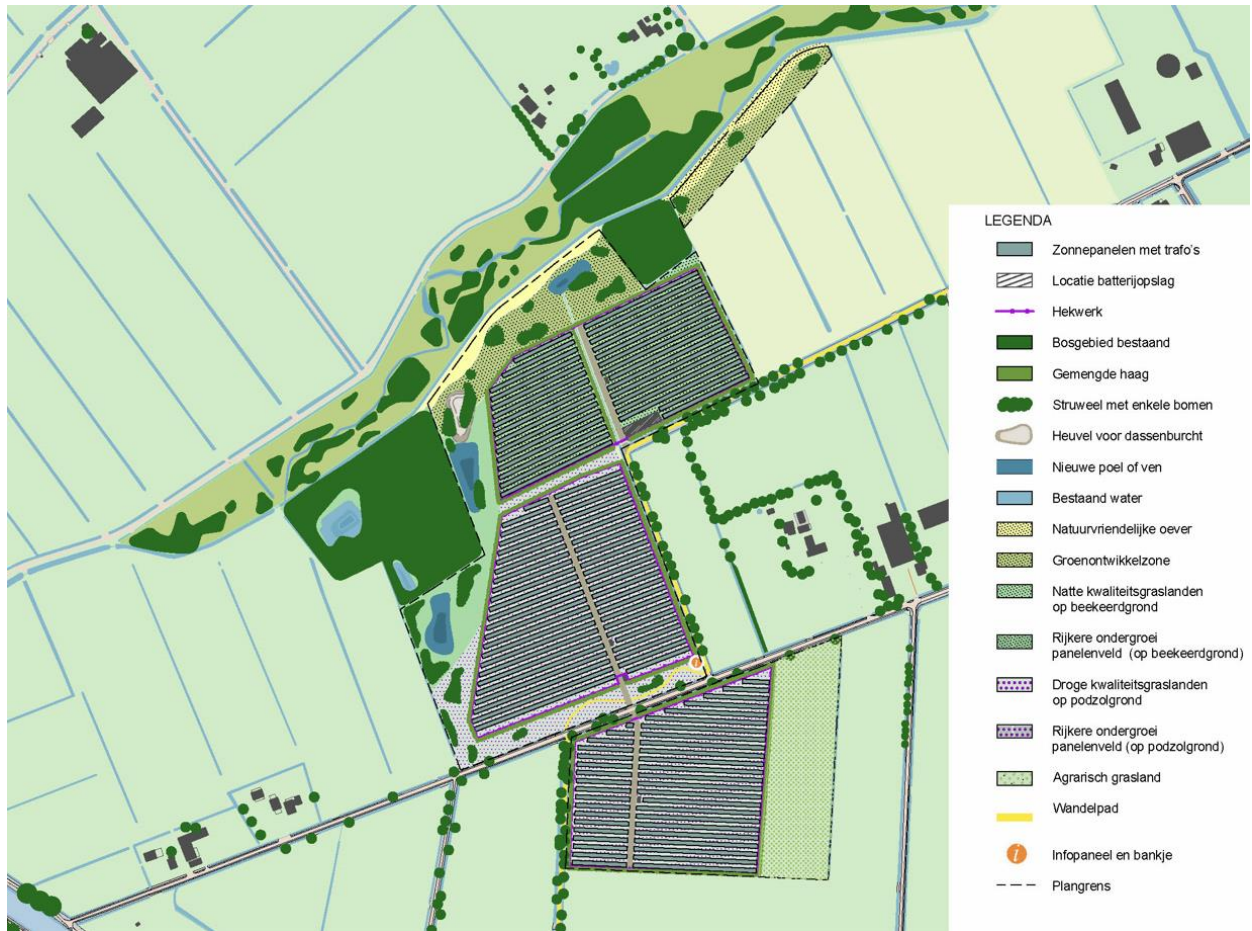 LEGENDA
Zonnepanelen met trafo's
Locatie batterijopslag
Hekwerk
Bosgebied bestaand
Gemengde haag
Struweel met enkele bomen
Heuvel voor dassenburcht
Nieuwe poel of ven
Bestaand water
Natuurvriendelijke oever
Groenontwikkelzone
Natte kwaliteitsgraslanden
op beekeerdgrond
Rijkere ondergroei
panelenveld (op beekeerdgrond)
Droge kwaliteitsgraslanden
op podzolgrond
Rijkere ondergroei
panelenveld (op podzolgrond)
Agrarisch grasland
Wandelpad
i
Infopaneel en bankje
Plangrens
i